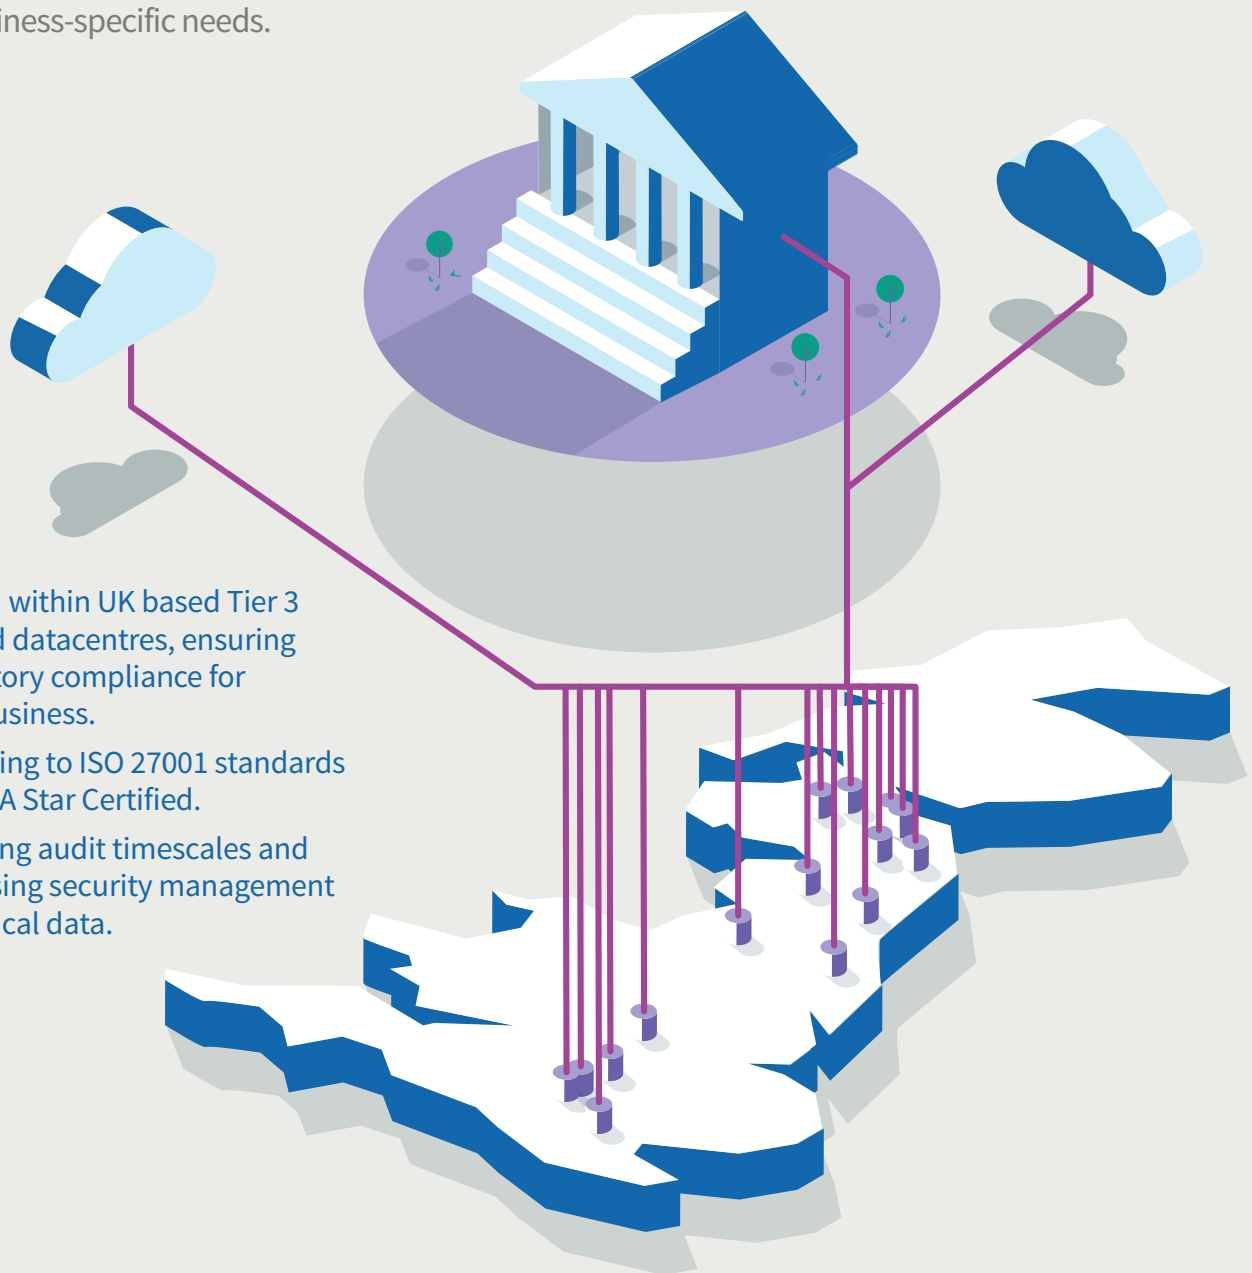 iness-specific needs.
within UK based Tier 3
d datacentres, ensuring
tory compliance for
usiness.
ing to ISO 27001 standards
A Star Certified.
ng audit timescales and
sing security management
ical data.